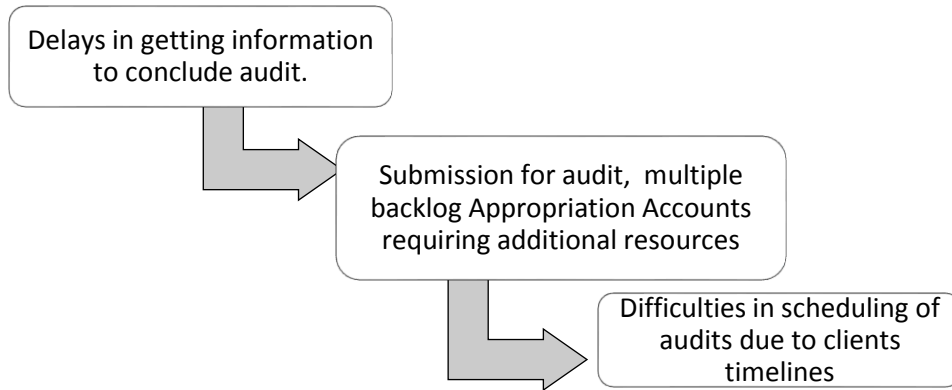 Delays in getting information
to conclude audit.
Submission for audit,  multiple
backlog Appropriation Accounts
requiring additional resources
Difficulties in scheduling of
audits due to clients
timelines